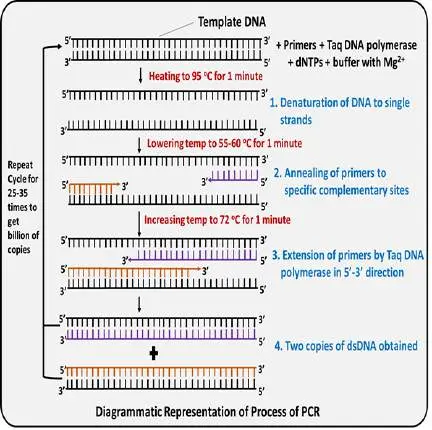 Template DNA
5' 3'
3' 5'
+ Primers + Taq DNA polymerase
+ dNTPs + buffer with Mg2+
Heating to 95 °C for 1 minute
5' 3'
3' 5'
1. Denaturation of DNA to single
strands
Lowering temp to 55-60 °C for 1 minute
5' 3'
3' 5'
5' 3'
3' 5'
2. Annealing of primers to
specific complementary sites
Increasing temp to 72 °C for 1 minute
5' 3'
3' 5'
5' 3'
3' 5'
3. Extension of primers by Taq DNA
polymerase in 5'-3' direction
Repeat
Cycle for
25-35
times to
get
billion of
copies
5' 3'
3' 5'
+
5' 3'
3' 5'
4. Two copies of dsDNA obtained
Diagrammatic Representation of Process of PCR